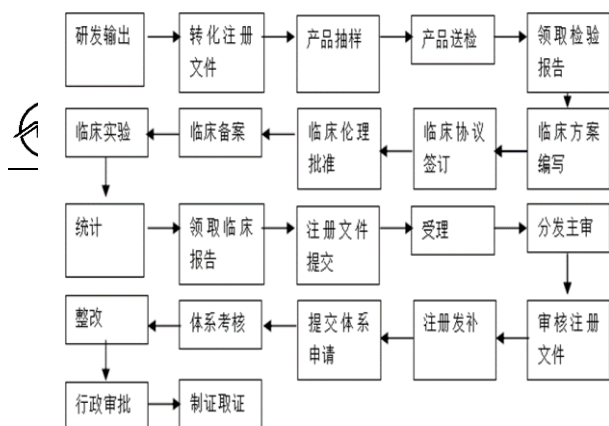 研发输出
转化注册
文件
产品抽样
产品送检
领取检验
报告
临床方案
编写
临床协议
签订
临床伦理
批准
临床备案
临床实验
统计
领取临床
报告
注册文件
提交
受理
分发主审
审核注册
文件
注册发补
提交体系
申请
体系考核
整改
行政审批
制证取证